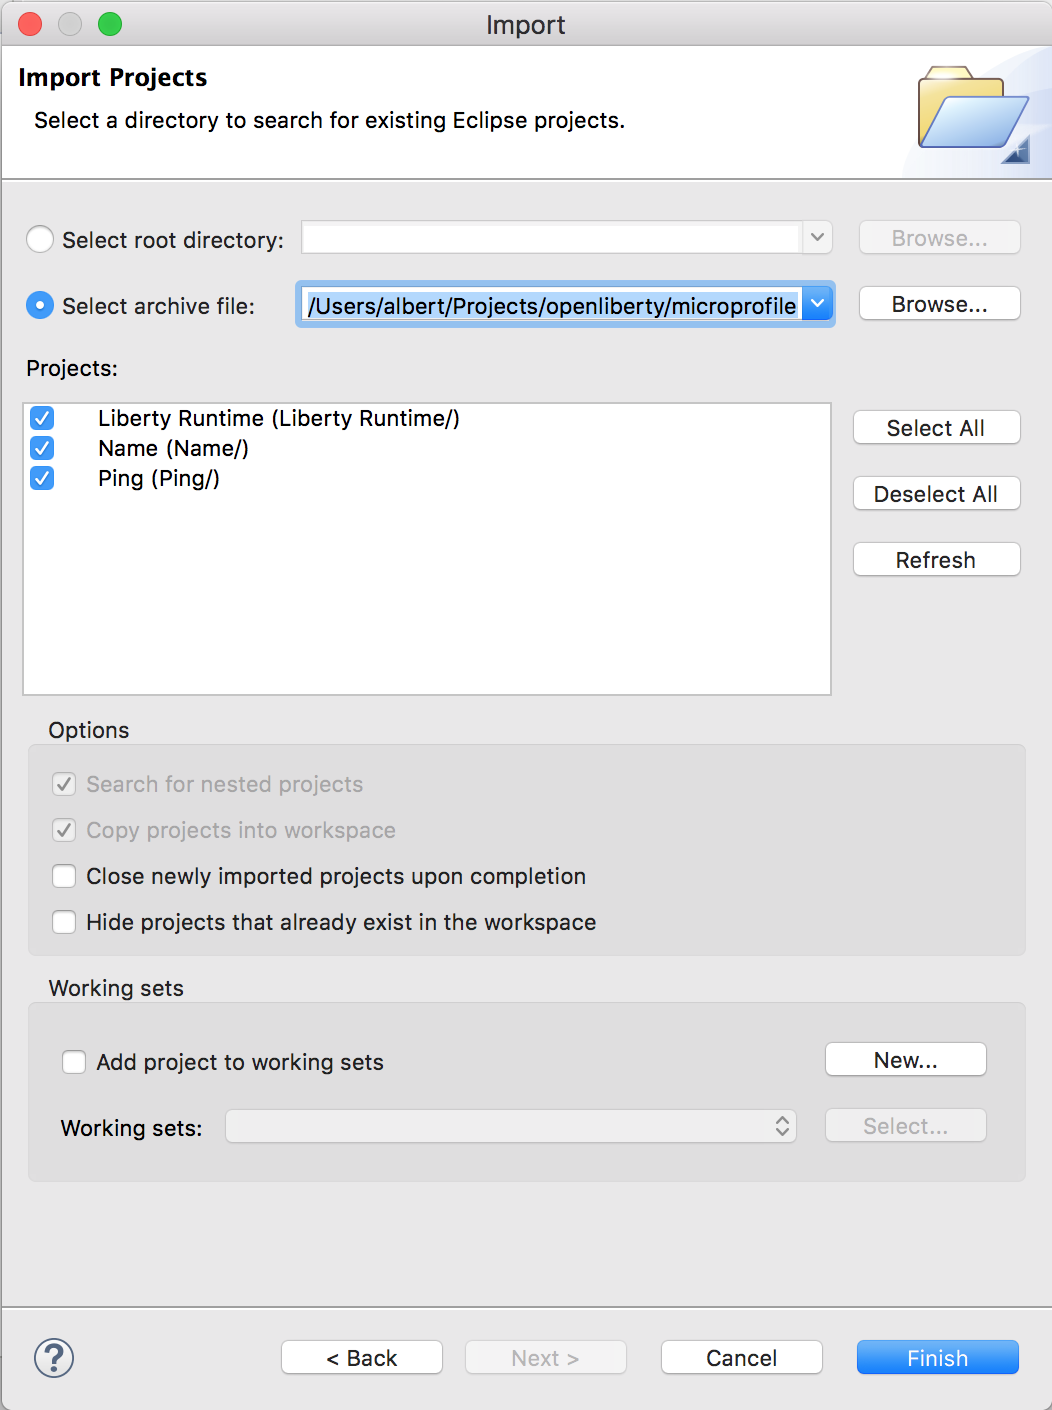 Import
Import Projects
Select a directory to search for existing Eclipse projects.
Select root directory: Browse...
Select archive file: /Users/albert/Projects/openliberty/microprofile Browse...
Projects:
Liberty Runtime (Liberty Runtime/)
Name (Name/)
Ping (Ping/)
Select All
Deselect All
Refresh
Options
Search for nested projects
Copy projects into workspace
Close newly imported projects upon completion
Hide projects that already exist in the workspace
Working sets
Add project to working sets New...
Working sets: Select...
? < Back Next > Cancel Finish